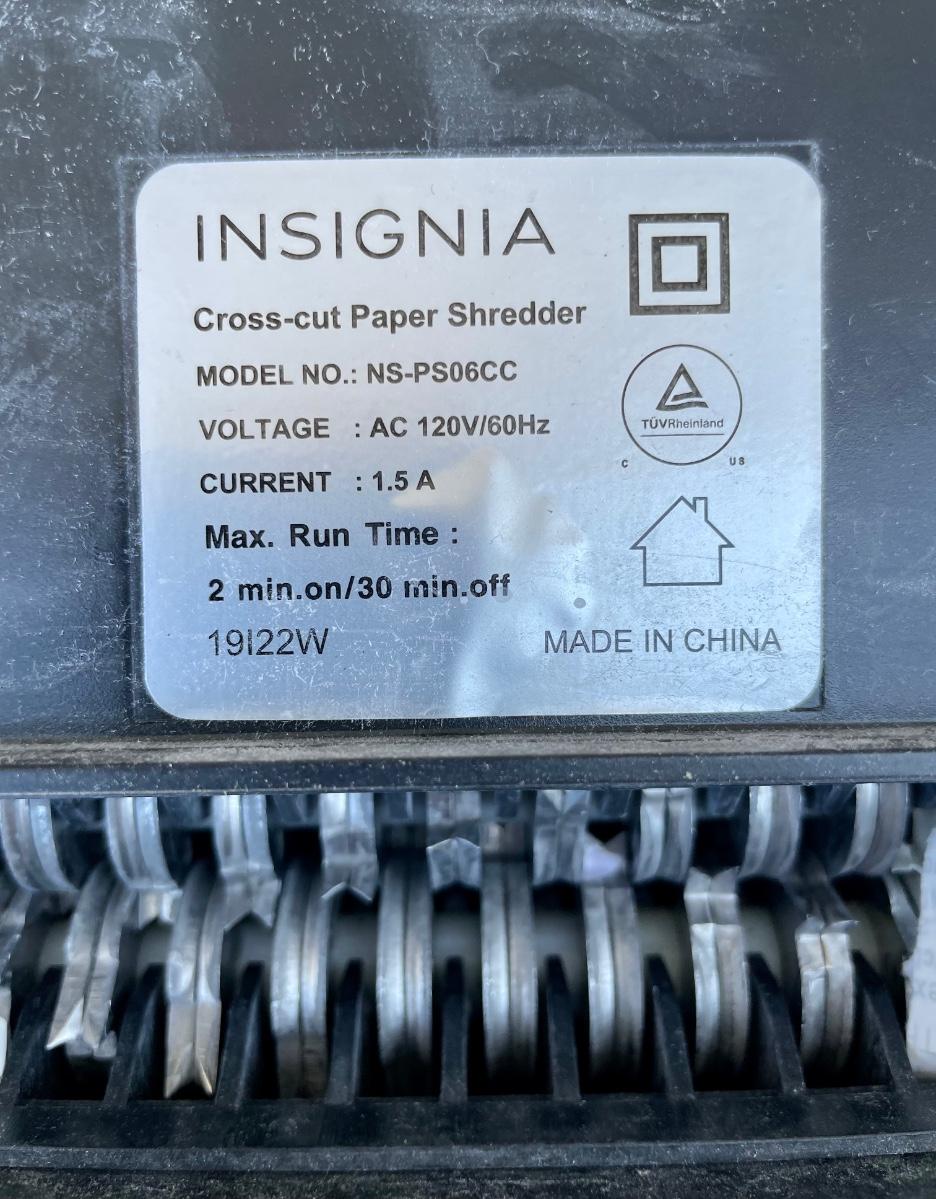 INSIGNIA
Cross-cut Paper Shredder
MODEL NO.: NS-PS06CC
VOLTAGE : AC 120V/60Hz
CURRENT : 1.5 A
Max. Run Time :
2 min.on/30 min.off
19I22W
TÜVRheinland
C US
MADE IN CHINA